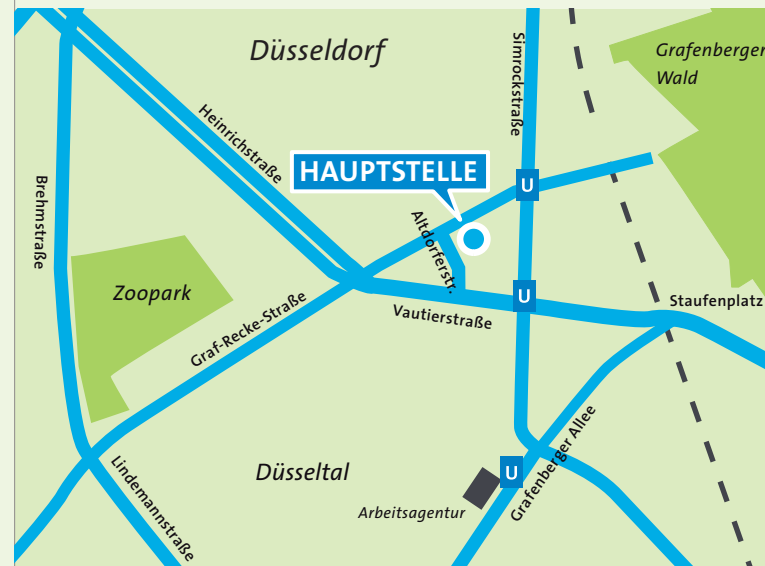 Düsseldorf
Simrockstraße
Grafenberger
Wald
Heinrichstraße
HAUPTSTELLE
U
Brehmstraße
Altdorferstr.
Zoopark
U
Staufenplatz
Graf-Recke-Straße
Vautierstraße
Lindemannstraße
Düsseltal
U
Grafenberger Allee
Arbeitsagentur